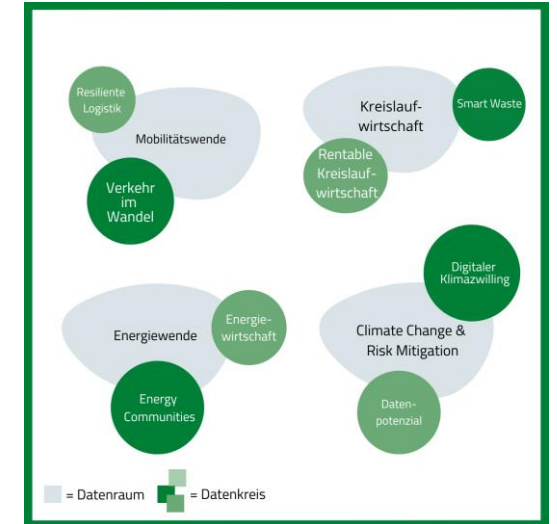 Resiliente
Logistik
Mobilitätswende
Verkehr
im
Wandel
Kreislauf-
wirtschaft
Smart Waste
Rentable
Kreislauf-
wirtschaft
Energiewende
Energie-
wirtschaft
Energy
Communities
Digitaler
Klimazwilling
Climate Change &
Risk Mitigation
Daten-
potenzial
= Datenraum
= Datenkreis